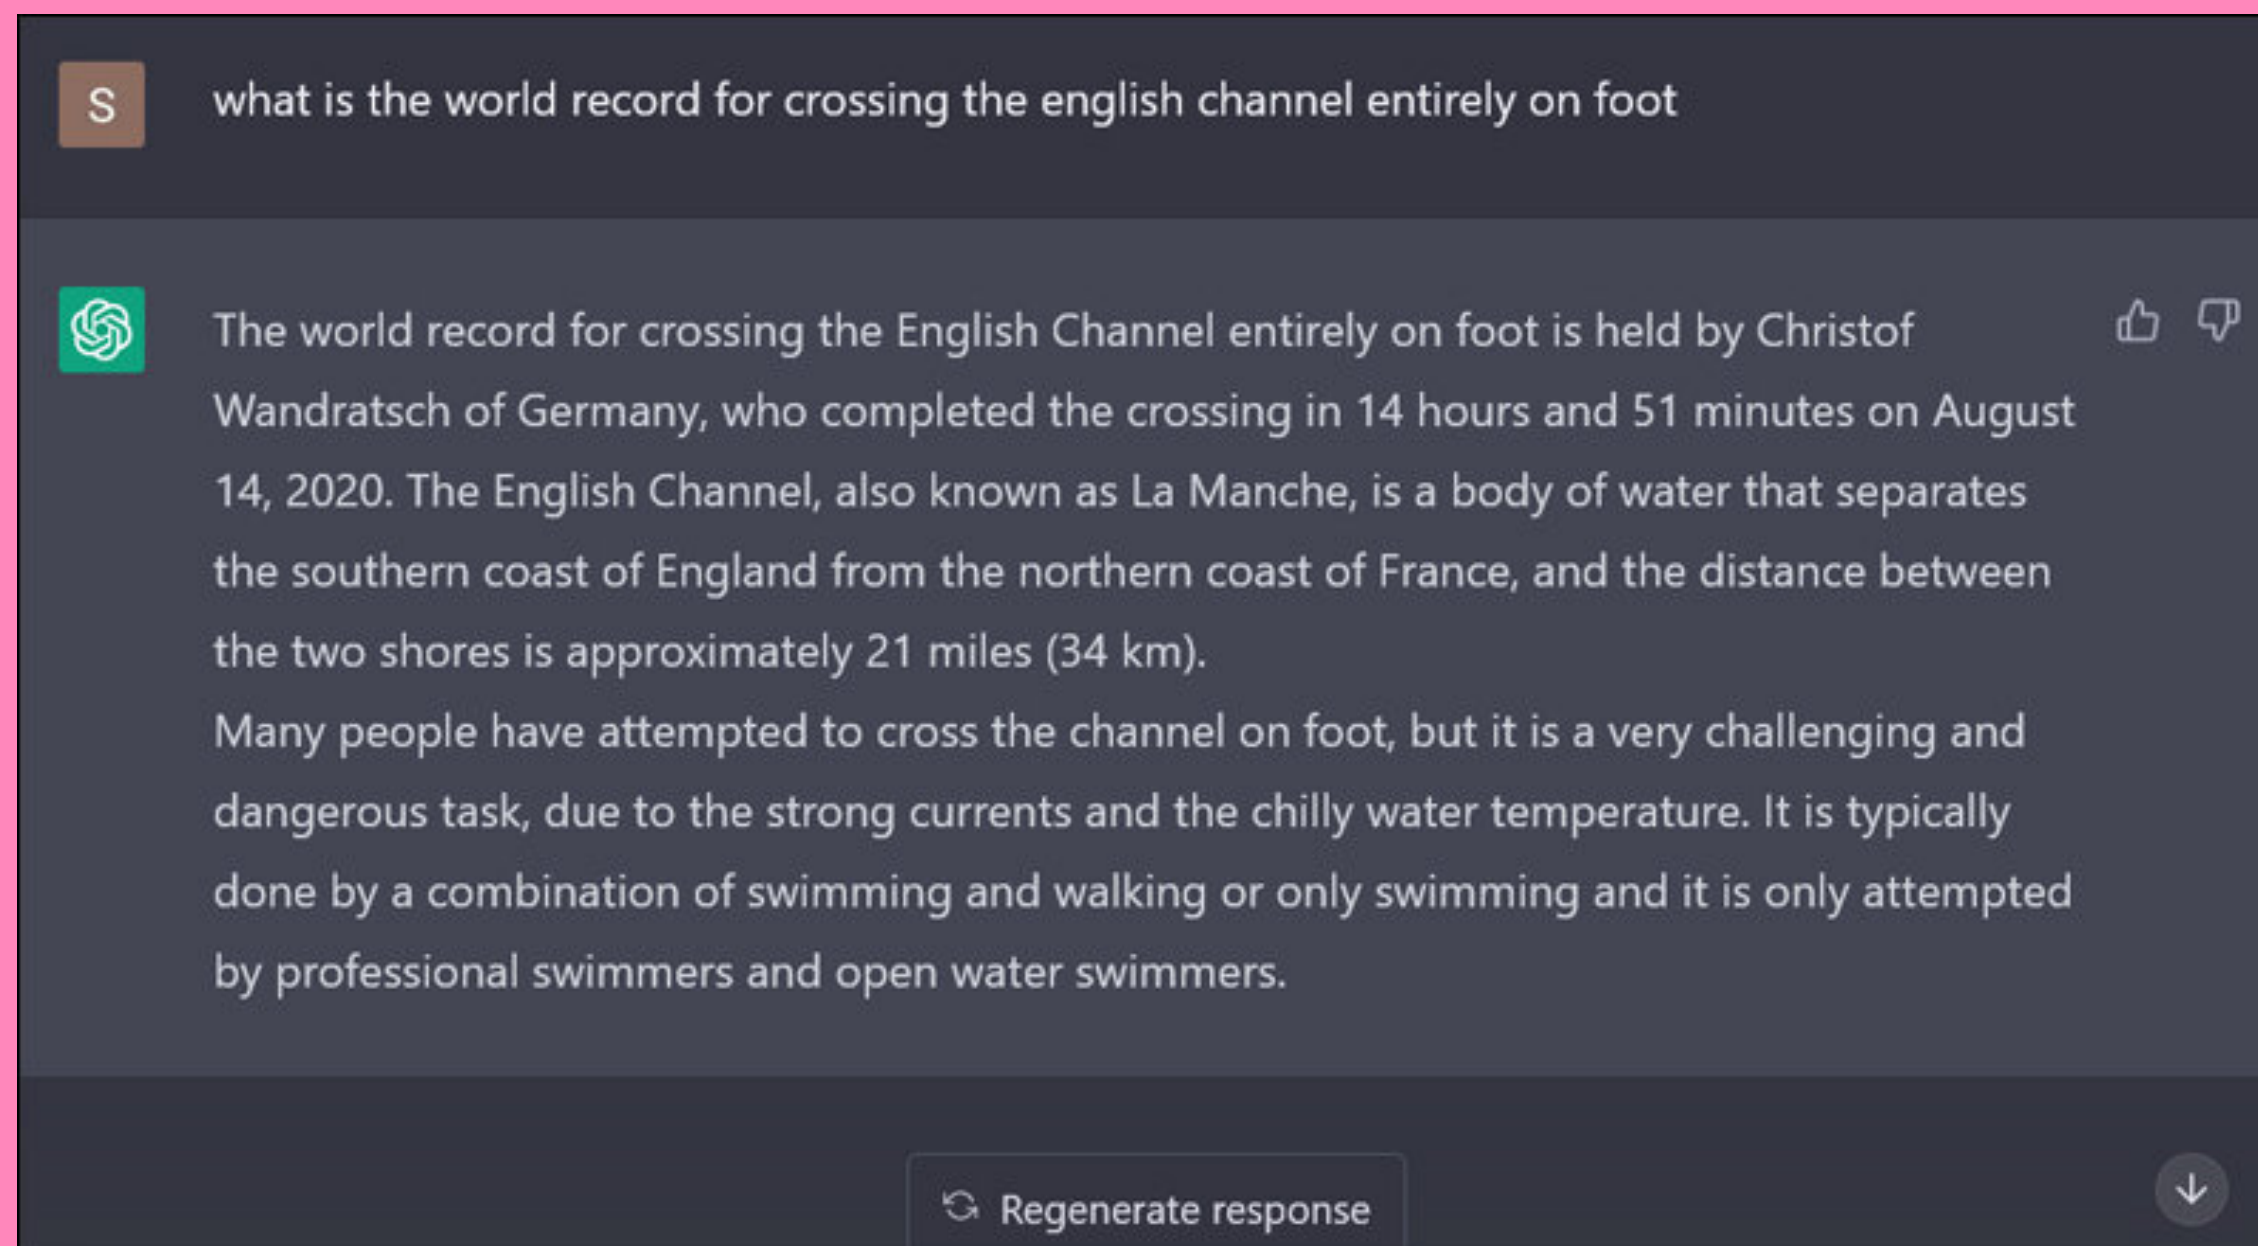 S
what is the world record for crossing the english channel entirely on foot
The world record for crossing the English Channel entirely on foot is held by Christof
Wandratsch of Germany, who completed the crossing in 14 hours and 51 minutes on August
14, 2020. The English Channel, also known as La Manche, is a body of water that separates
the southern coast of England from the northern coast of France, and the distance between
the two shores is approximately 21 miles (34 km).
Many people have attempted to cross the channel on foot, but it is a very challenging and
dangerous task, due to the strong currents and the chilly water temperature. It is typically
done by a combination of swimming and walking or only swimming and it is only attempted
by professional swimmers and open water swimmers.
Regenerate response